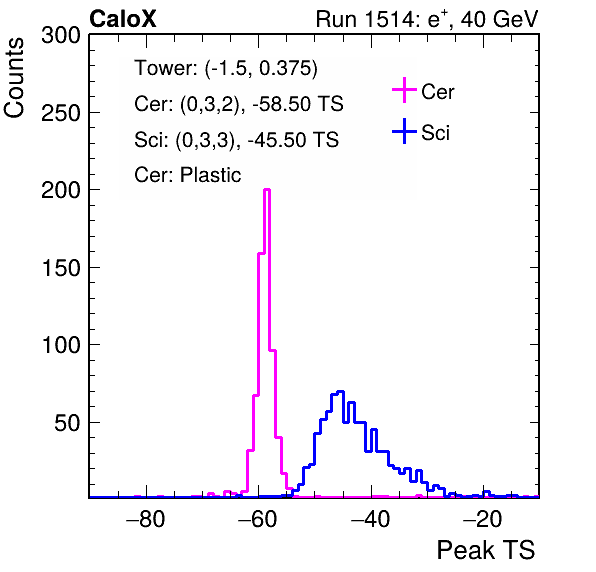 CaloX Run 1514: e⁺, 40 GeV
Counts
300
250
200
150
100
50
Tower: (-1.5, 0.375)
Cer: (0,3,2), -58.50 TS
Sci: (0,3,3), -45.50 TS
Cer: Plastic
Cer
Sci
−80 −60 −40 −20
Peak TS